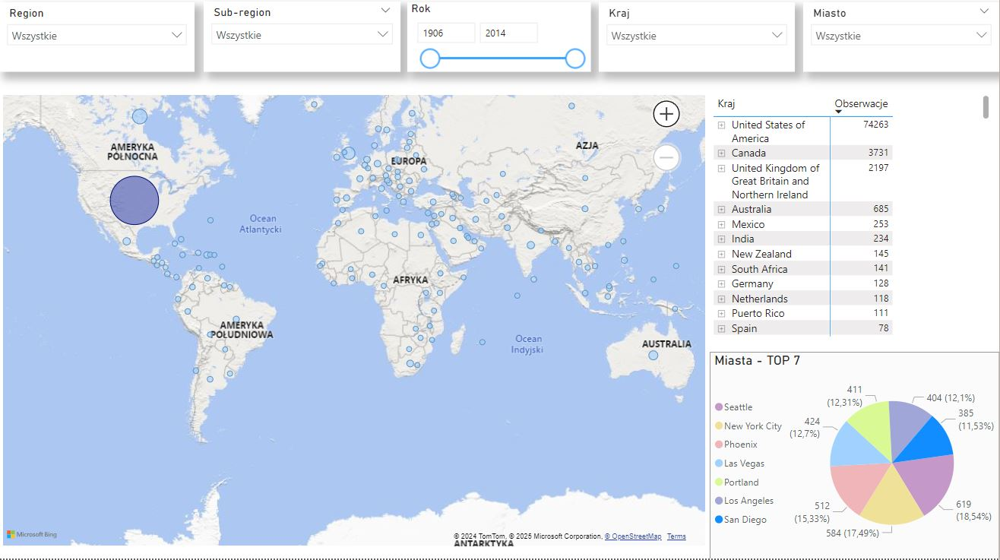 Region
Wszystkie
Sub-region
Wszystkie
Rok
1906
2014
Kraj
Wszystkie
Miasto
Wszystkie
AMERYKA
PÓŁNOCNA
EUROPA
AZJA
Ocean
Atlantycki
AFRYKA
AMERYKA
POŁUDNIOWA
Ocean
Indyjski
AUSTRALIA
ANTARKTYKA
Microsoft Bing
© 2024 TomTom, © 2025 Microsoft Corporation, © OpenStreetMap Terms
Kraj Obserwacje
United States of 74263
America
Canada 3731
United Kingdom of 2197
Great Britain and
Northern Ireland
Australia 685
Mexico 253
India 234
New Zealand 145
South Africa 141
Germany 128
Netherlands 118
Puerto Rico 111
Spain 78
Miasta - TOP 7
Seattle
New York City
Phoenix
Las Vegas
Portland
Los Angeles
San Diego
411
(12,31%)
404 (12,1%)
385
(11,53%)
424
(12,7%)
512
(15,33%)
619
(18,54%)
584 (17,49%)